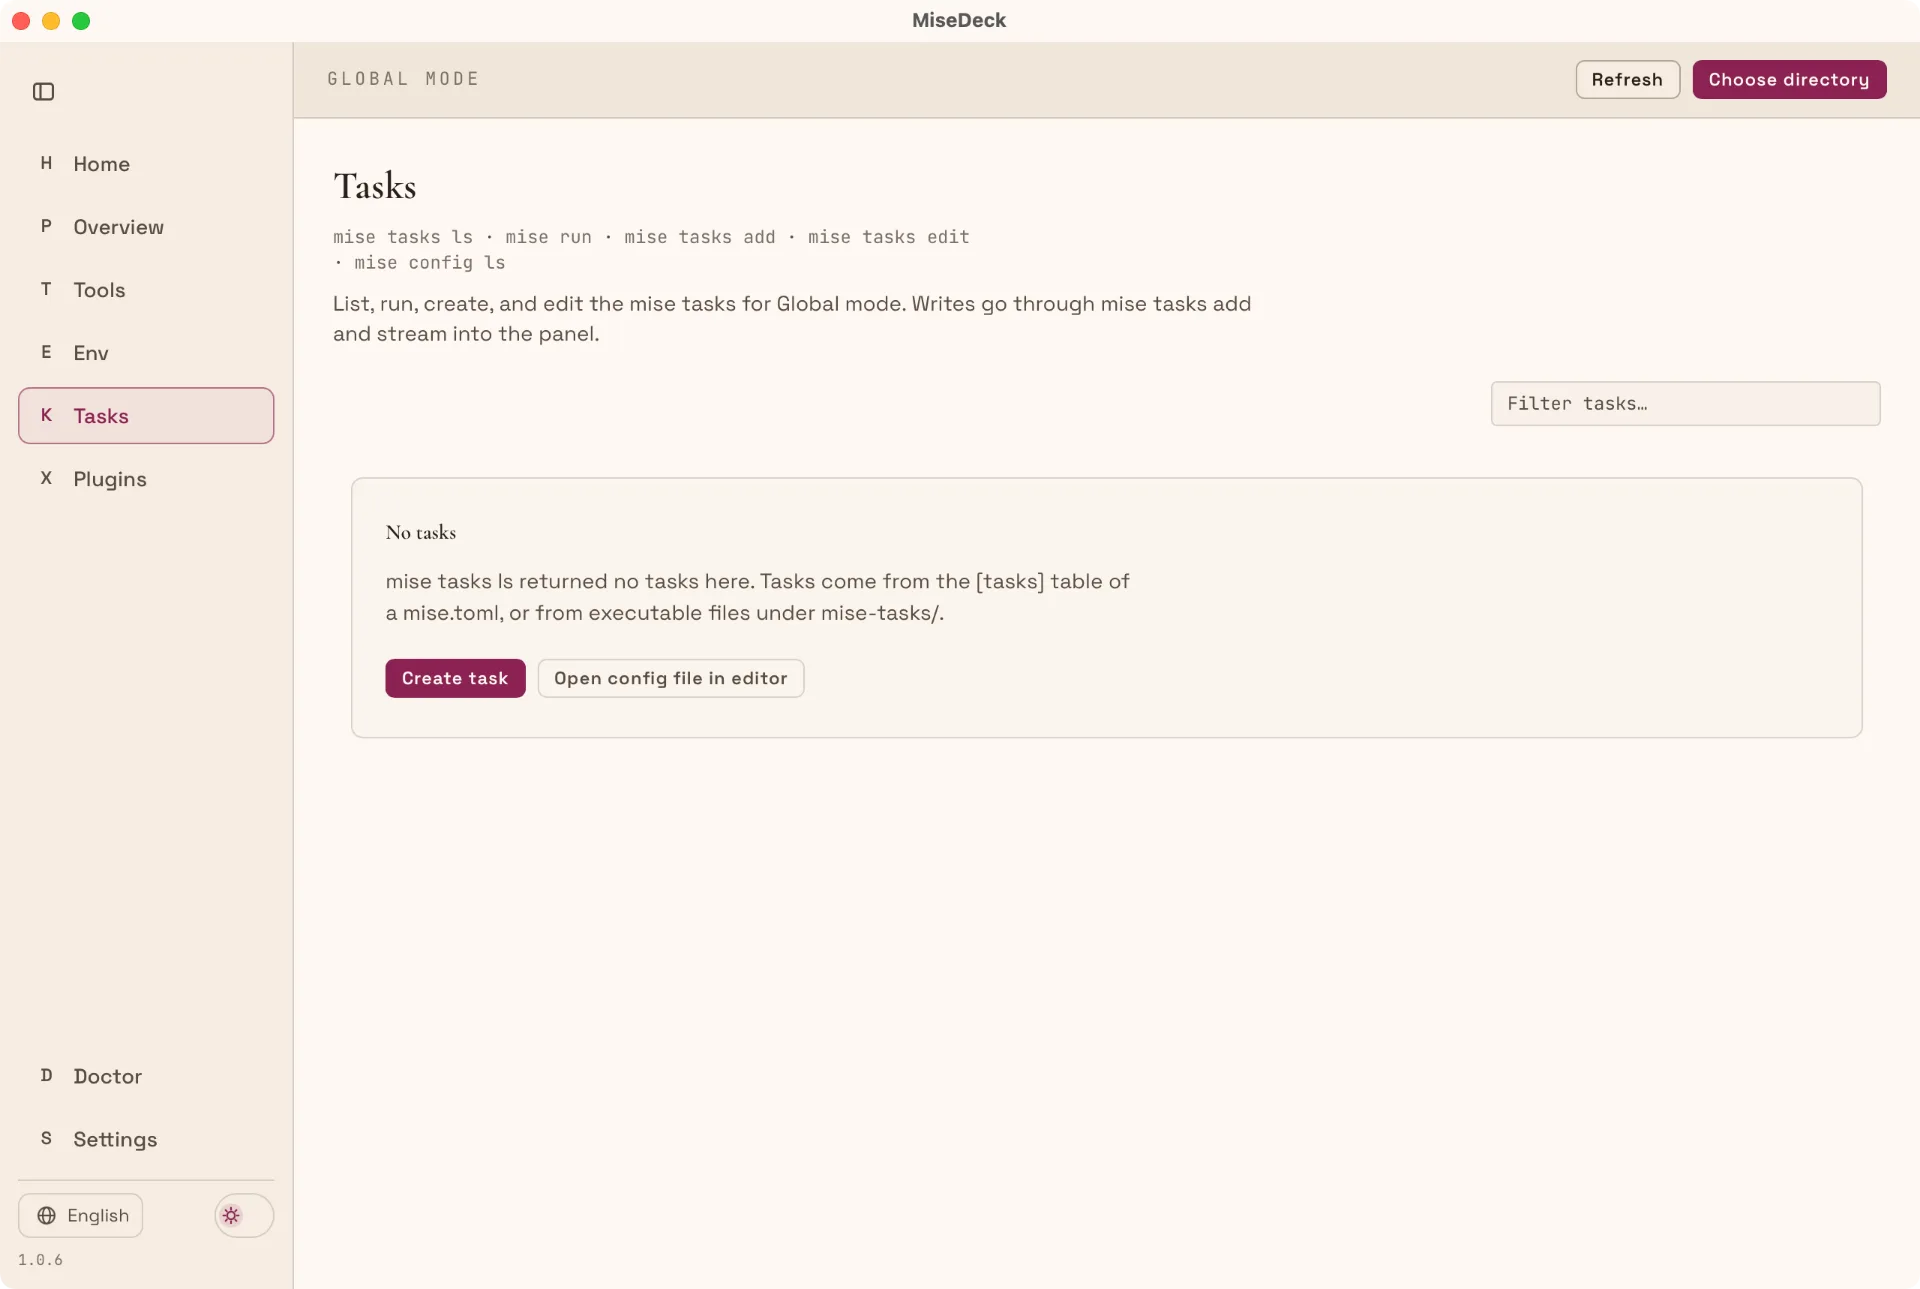 MiseDeck
GLOBAL MODE
Refresh
Choose directory
H Home
P Overview
T Tools
E Env
K Tasks
X Plugins
Tasks
mise tasks ls · mise run · mise tasks add · mise tasks edit
· mise config ls
List, run, create, and edit the mise tasks for Global mode. Writes go through mise tasks add
and stream into the panel.
Filter tasks…
No tasks
mise tasks ls returned no tasks here. Tasks come from the [tasks] table of
a mise.toml, or from executable files under mise-tasks/.
Create task
Open config file in editor
D Doctor
S Settings
English
1.0.6